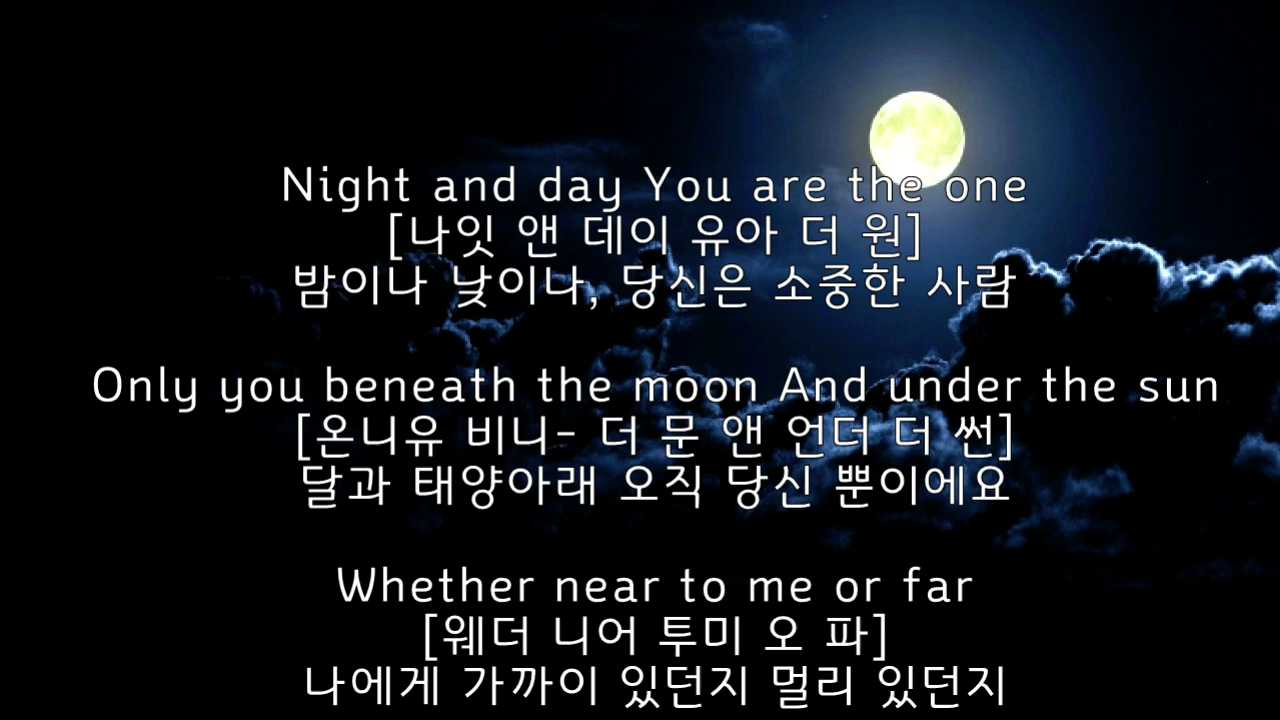 Night and day You are the one
[나잇 앤 데이 유아 더 원]
밤이나 낮이나, 당신은 소중한 사람
Only you beneath the moon And under the sun
[온니유 비니- 더 문 앤 언더 더 썬]
달과 태양아래 오직 당신 뿐이에요
Whether near to me or far
[웨더 니어 투미 오 파]
나에게 가까이 있던지 멀리 있던지